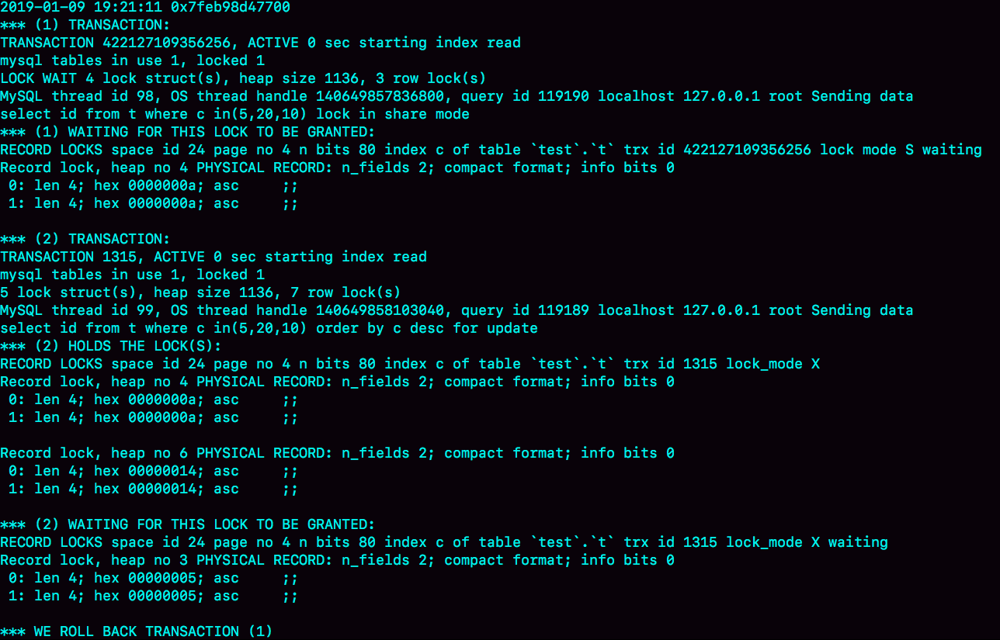 2019-01-09 19:21:11 0x7feb98d47700
*** (1) TRANSACTION:
TRANSACTION 422127109356256, ACTIVE 0 sec starting index read
mysql tables in use 1, locked 1
LOCK WAIT 4 lock struct(s), heap size 1136, 3 row lock(s)
MySQL thread id 98, OS thread handle 140649857836800, query id 119190 localhost 127.0.0.1 root Sending data
select id from t where c in(5,20,10) lock in share mode
*** (1) WAITING FOR THIS LOCK TO BE GRANTED:
RECORD LOCKS space id 24 page no 4 n bits 80 index c of table `test`.`t` trx id 422127109356256 lock mode S waiting
Record lock, heap no 4 PHYSICAL RECORD: n_fields 2; compact format; info bits 0
 0: len 4; hex 0000000a; asc     ;;
 1: len 4; hex 0000000a; asc     ;;

*** (2) TRANSACTION:
TRANSACTION 1315, ACTIVE 0 sec starting index read
mysql tables in use 1, locked 1
5 lock struct(s), heap size 1136, 7 row lock(s)
MySQL thread id 99, OS thread handle 140649858103040, query id 119189 localhost 127.0.0.1 root Sending data
select id from t where c in(5,20,10) order by c desc for update
*** (2) HOLDS THE LOCK(S):
RECORD LOCKS space id 24 page no 4 n bits 80 index c of table `test`.`t` trx id 1315 lock_mode X
Record lock, heap no 4 PHYSICAL RECORD: n_fields 2; compact format; info bits 0
 0: len 4; hex 0000000a; asc     ;;
 1: len 4; hex 0000000a; asc     ;;

Record lock, heap no 6 PHYSICAL RECORD: n_fields 2; compact format; info bits 0
 0: len 4; hex 00000014; asc     ;;
 1: len 4; hex 00000014; asc     ;;

*** (2) WAITING FOR THIS LOCK TO BE GRANTED:
RECORD LOCKS space id 24 page no 4 n bits 80 index c of table `test`.`t` trx id 1315 lock_mode X waiting
Record lock, heap no 3 PHYSICAL RECORD: n_fields 2; compact format; info bits 0
 0: len 4; hex 00000005; asc     ;;
 1: len 4; hex 00000005; asc     ;;

*** WE ROLL BACK TRANSACTION (1)